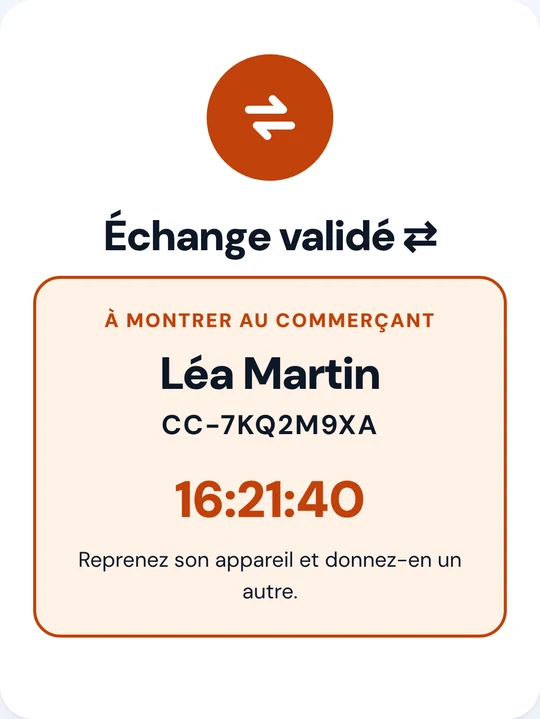 Échange validé ⇄
À MONTRER AU COMMERÇANT
Léa Martin
CC-7KQ2M9XA
16:21:40
Reprenez son appareil et donnez-en un
autre.